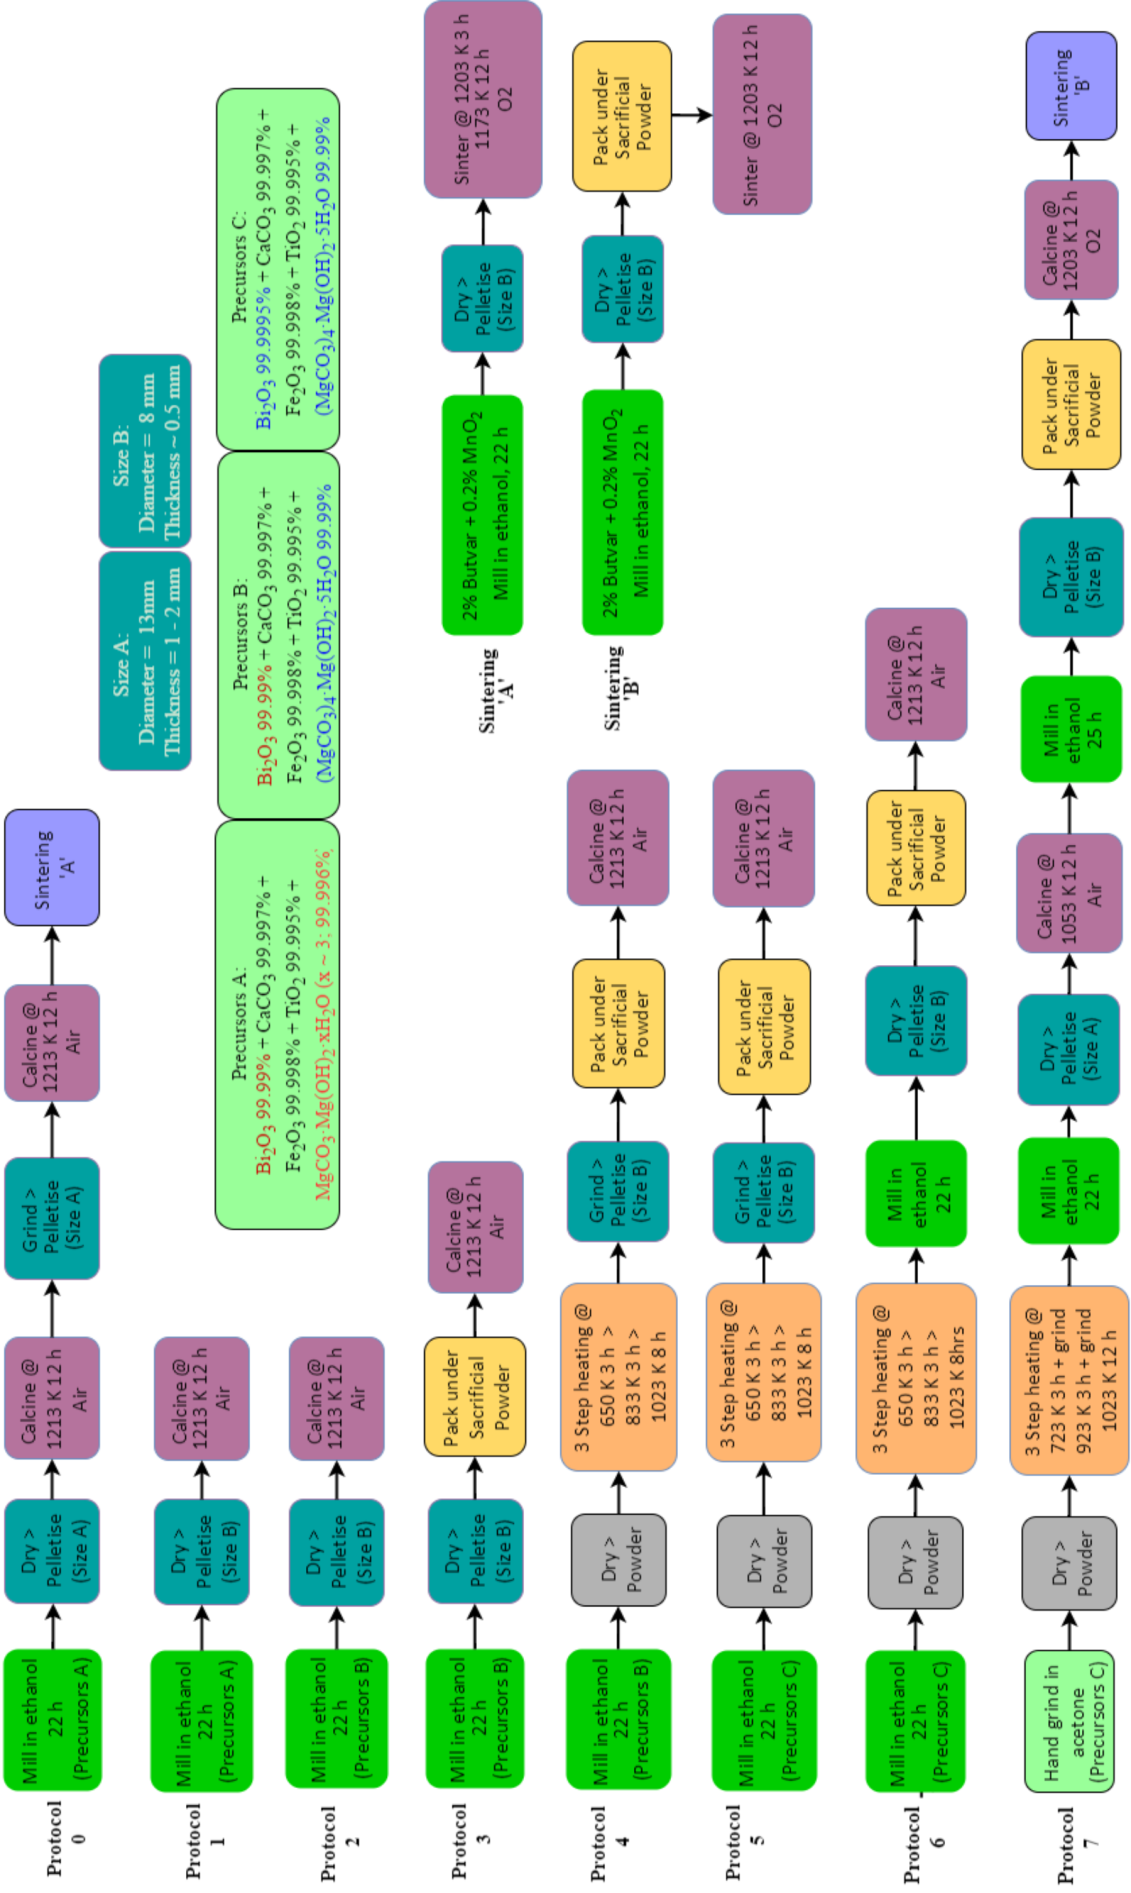 Protocol
0
Mill in ethanol
22 h
(Precursors A)
Dry >
Pelletise
(Size A)
Calcine @
1213 K 12 h
Air
Grind >
Pelletise
(Size A)
Calcine @
1213 K 12 h
Air
Sintering
'A'
Size A:
Diameter = 13mm
Thickness = 1 - 2 mm
Size B:
Diameter = 8 mm
Thickness ~ 0.5 mm
Protocol
1
Mill in ethanol
22 h
(Precursors A)
Dry >
Pelletise
(Size B)
Calcine @
1213 K 12 h
Air
Precursors A:
Bi2O3 99.99% + CaCO3 99.997% +
Fe2O3 99.998% + TiO2 99.995% +
MgCO3·Mg(OH)2·xH2O (x ~ 3; 99.996%)
Precursors B:
Bi2O3 99.99% + CaCO3 99.997% +
Fe2O3 99.998% + TiO2 99.995% +
(MgCO3)4·Mg(OH)2·5H2O 99.99%
Precursors C:
Bi2O3 99.9995% + CaCO3 99.997% +
Fe2O3 99.998% + TiO2 99.995% +
(MgCO3)4·Mg(OH)2·5H2O 99.99%
Protocol
2
Mill in ethanol
22 h
(Precursors B)
Dry >
Pelletise
(Size B)
Calcine @
1213 K 12 h
Air
Protocol
3
Mill in ethanol
22 h
(Precursors B)
Dry >
Pelletise
(Size B)
Pack under
Sacrificial
Powder
Calcine @
1213 K 12 h
Air
Sintering
'A'
2% Butvar + 0.2% MnO2
Mill in ethanol, 22 h
Dry >
Pelletise
(Size B)
Sinter @ 1203 K 3 h
1173 K 12 h
O2
Protocol
4
Mill in ethanol
22 h
(Precursors B)
Dry >
Powder
3 Step heating @
650 K 3 h >
833 K 3 h >
1023 K 8 h
Grind >
Pelletise
(Size B)
Pack under
Sacrificial
Powder
Calcine @
1213 K 12 h
Air
Sintering
'B'
2% Butvar + 0.2% MnO2
Mill in ethanol, 22 h
Dry >
Pelletise
(Size B)
Pack under
Sacrificial
Powder
Sinter @ 1203 K 12 h
O2
Protocol
5
Mill in ethanol
22 h
(Precursors C)
Dry >
Powder
3 Step heating @
650 K 3 h >
833 K 3 h >
1023 K 8 h
Grind >
Pelletise
(Size B)
Pack under
Sacrificial
Powder
Calcine @
1213 K 12 h
Air
Protocol
6
Mill in ethanol
22 h
(Precursors C)
Dry >
Powder
3 Step heating @
650 K 3 h >
833 K 3 h >
1023 K 8hrs
Mill in
ethanol
22 h
Dry >
Pelletise
(Size B)
Pack under
Sacrificial
Powder
Calcine @
1213 K 12 h
Air
Protocol
7
Hand grind in
acetone
(Precursors C)
Dry >
Powder
3 Step heating @
723 K 3 h + grind
923 K 3 h + grind
1023 K 12 h
Mill in
ethanol
22 h
Dry >
Pelletise
(Size A)
Calcine @
1053 K 12 h
Air
Mill in
ethanol
25 h
Dry >
Pelletise
(Size B)
Pack under
Sacrificial
Powder
Calcine @
1203 K 12 h
O2
Sintering
'B'